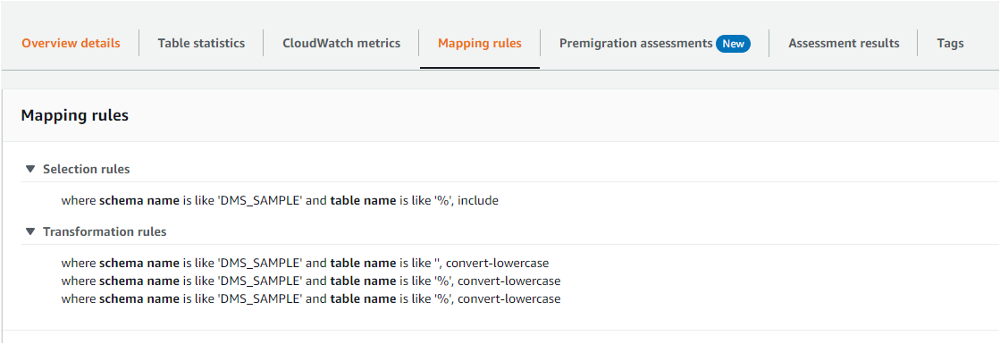 Overview details Table statistics CloudWatch metrics Mapping rules Premigration assessments New Assessment results Tags
Mapping rules
Selection rules
where schema name is like 'DMS_SAMPLE' and table name is like '%', include
Transformation rules
where schema name is like 'DMS_SAMPLE' and table name is like '', convert-lowercase
where schema name is like 'DMS_SAMPLE' and table name is like '%', convert-lowercase
where schema name is like 'DMS_SAMPLE' and table name is like '%', convert-lowercase